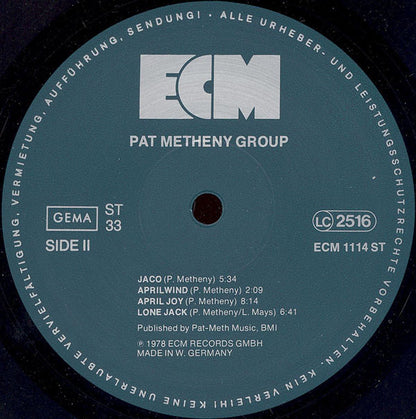 ALLE URHEBER- UND LEISTUNGSSCHUTZRECHTE VORBEHALTEN - KEIN VERLEIH! KEINE UNERLAUBTE VERVIELFÄLTIGUNG, VERMIETUNG, AUFFÜHRUNG, SENDUNG! ·
ECM
PAT METHENY GROUP
GEMA
ST
33
SIDE II
LC 2516
ECM 1114 ST
JACO (P. Metheny) 5:34
APRILWIND (P. Metheny) 2:09
APRIL JOY (P. Metheny) 8:14
LONE JACK (P. Metheny/L. Mays) 6:41
Published by Pat-Meth Music, BMI
℗ 1978 ECM RECORDS GMBH
MADE IN W. GERMANY